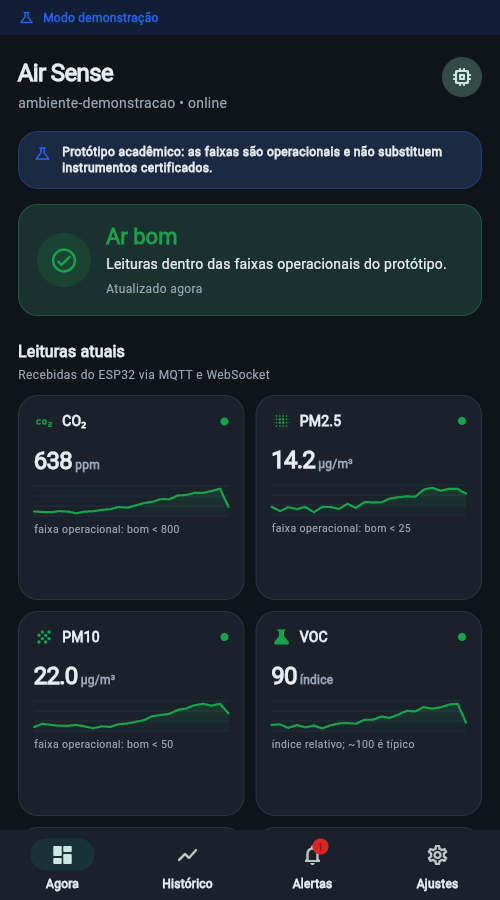 Modo demonstração
Air Sense
ambiente-demonstracao • online
Protótipo acadêmico: as faixas são operacionais e não substituem
instrumentos certificados.
Ar bom
Leituras dentro das faixas operacionais do protótipo.
Atualizado agora
Leituras atuais
Recebidas do ESP32 via MQTT e WebSocket
CO₂ CO₂
638 ppm
faixa operacional: bom < 800
PM2.5
14.2 µg/m³
faixa operacional: bom < 25
PM10
22.0 µg/m³
faixa operacional: bom < 50
VOC
90 índice
índice relativo; ~100 é típico
1
Agora
Histórico
Alertas
Ajustes